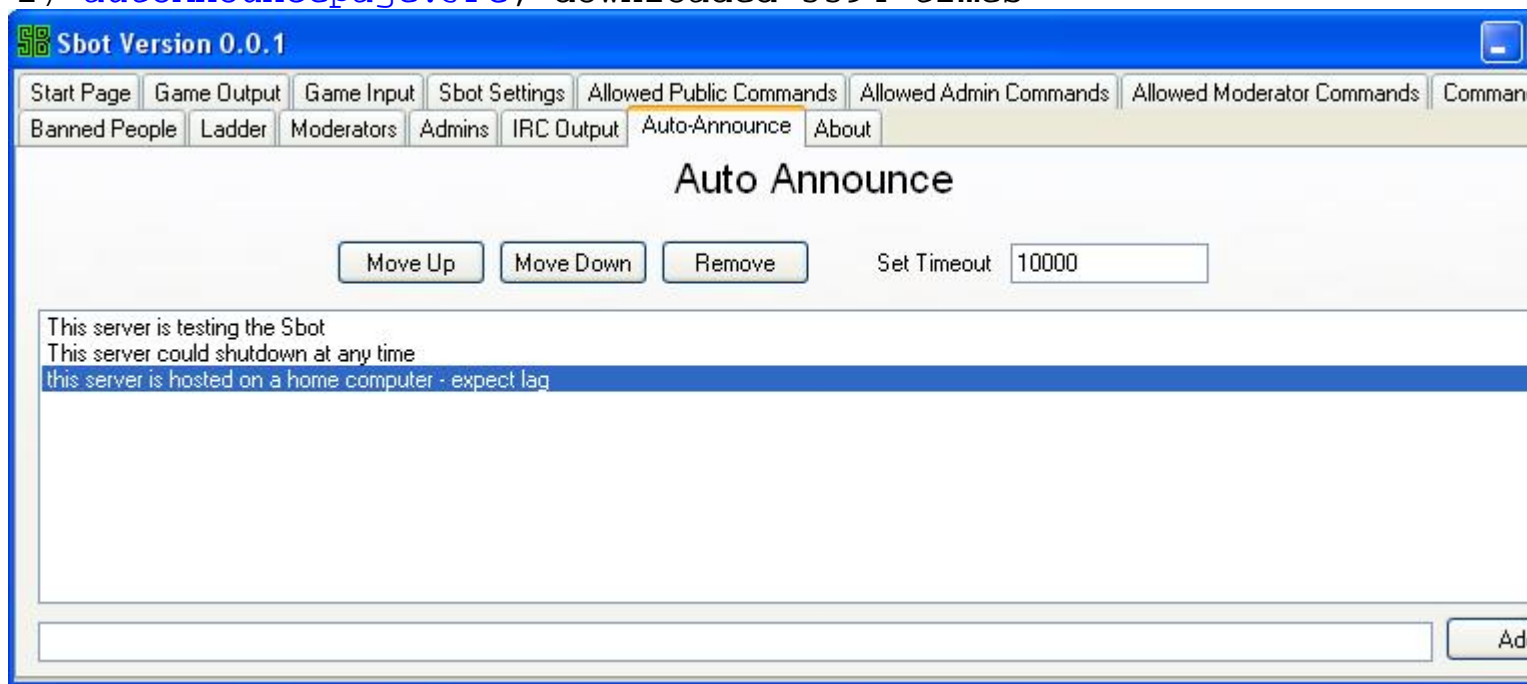 Sbot Version 0.0.1
Start Page Game Output Game Input Sbot Settings Allowed Public Commands Allowed Admin Commands Allowed Moderator Commands
Banned People Ladder Moderators Admins IRC Output Auto-Announce About
Auto Announce
Move Up Move Down Remove Set Timeout 10000
This server is testing the Sbot
This server could shutdown at any time
this server is hosted on a home computer - expect lag